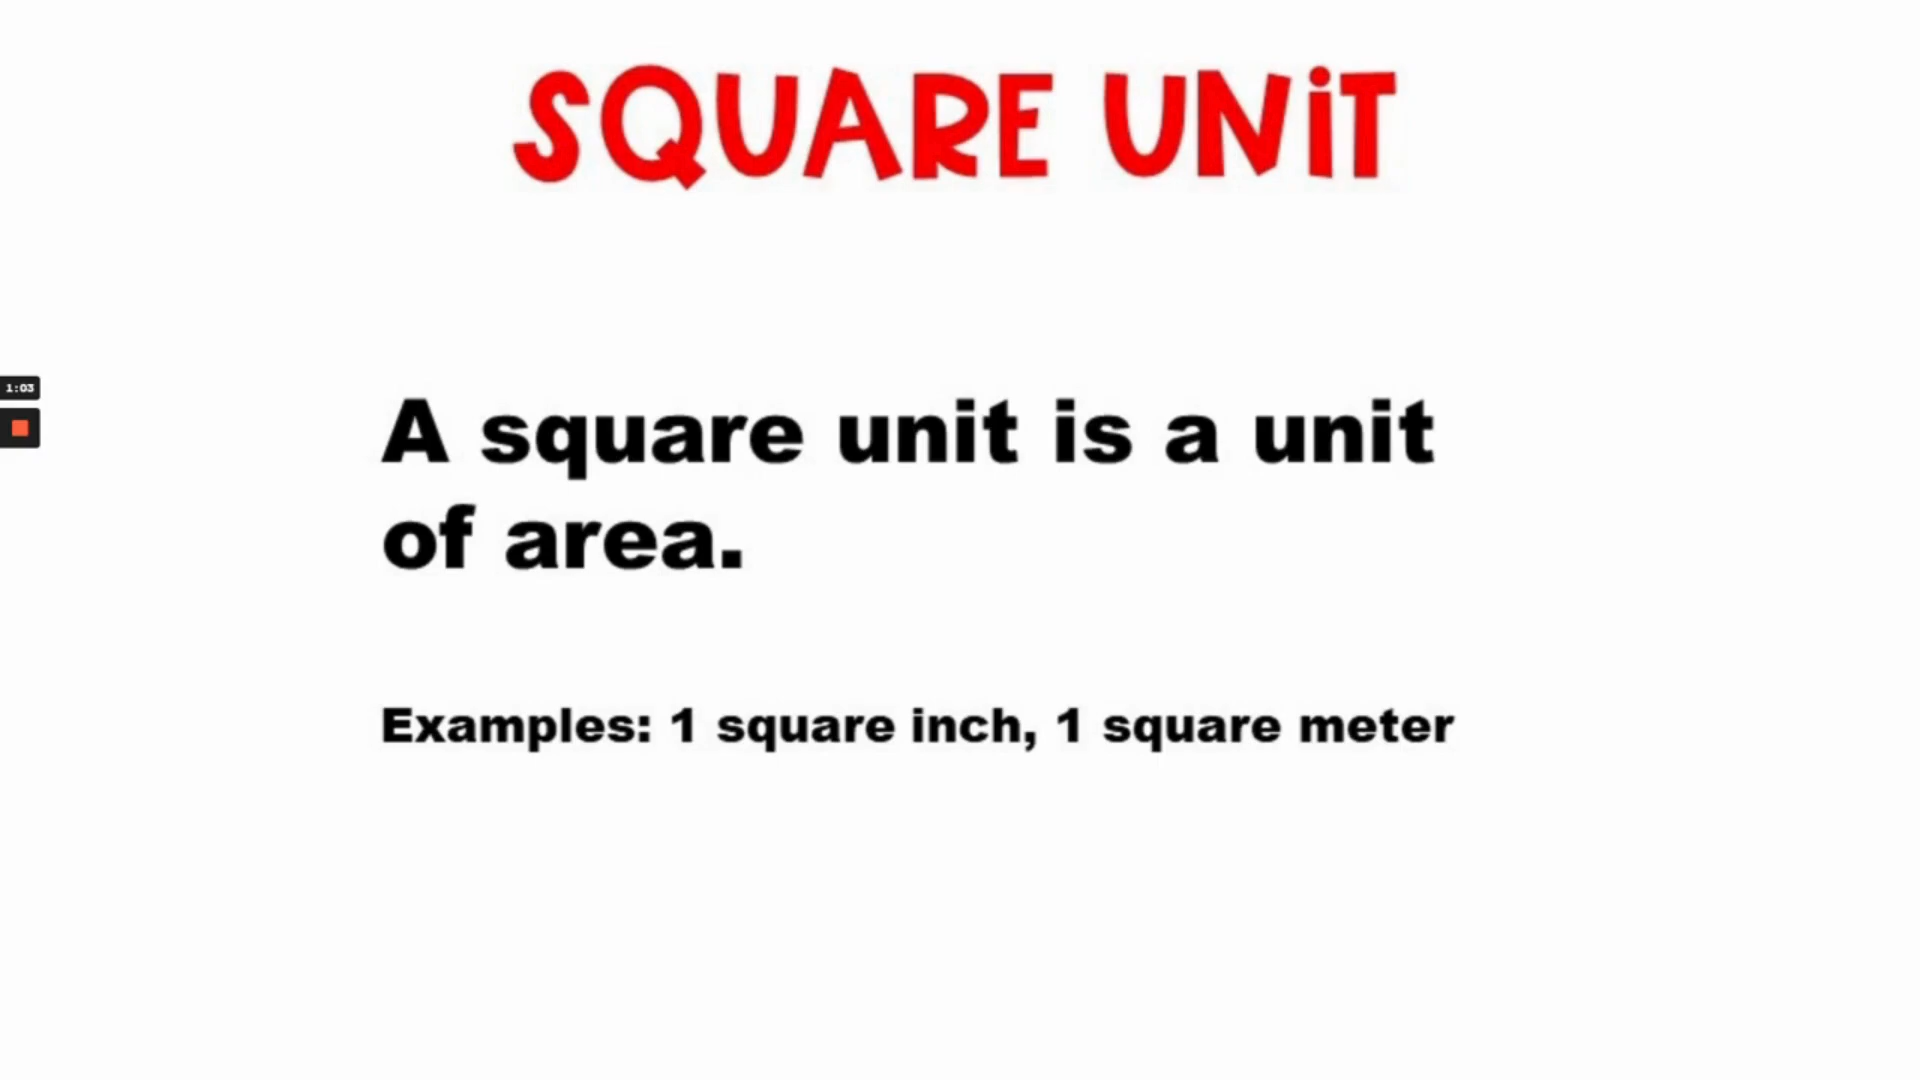 SQUARE UNiT
1:03
A square unit is a unit
of area.
Examples: 1 square inch, 1 square meter